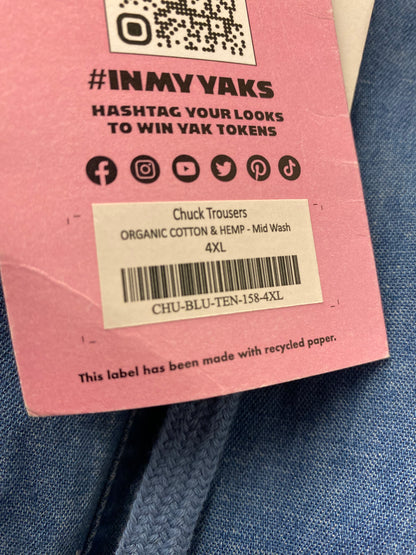 #INMYYAKS
HASHTAG YOUR LOOKS
TO WIN YAK TOKENS
Chuck Trousers
ORGANIC COTTON & HEMP - Mid Wash
4XL
CHU-BLU-TEN-158-4XL
This label has been made with recycled paper.